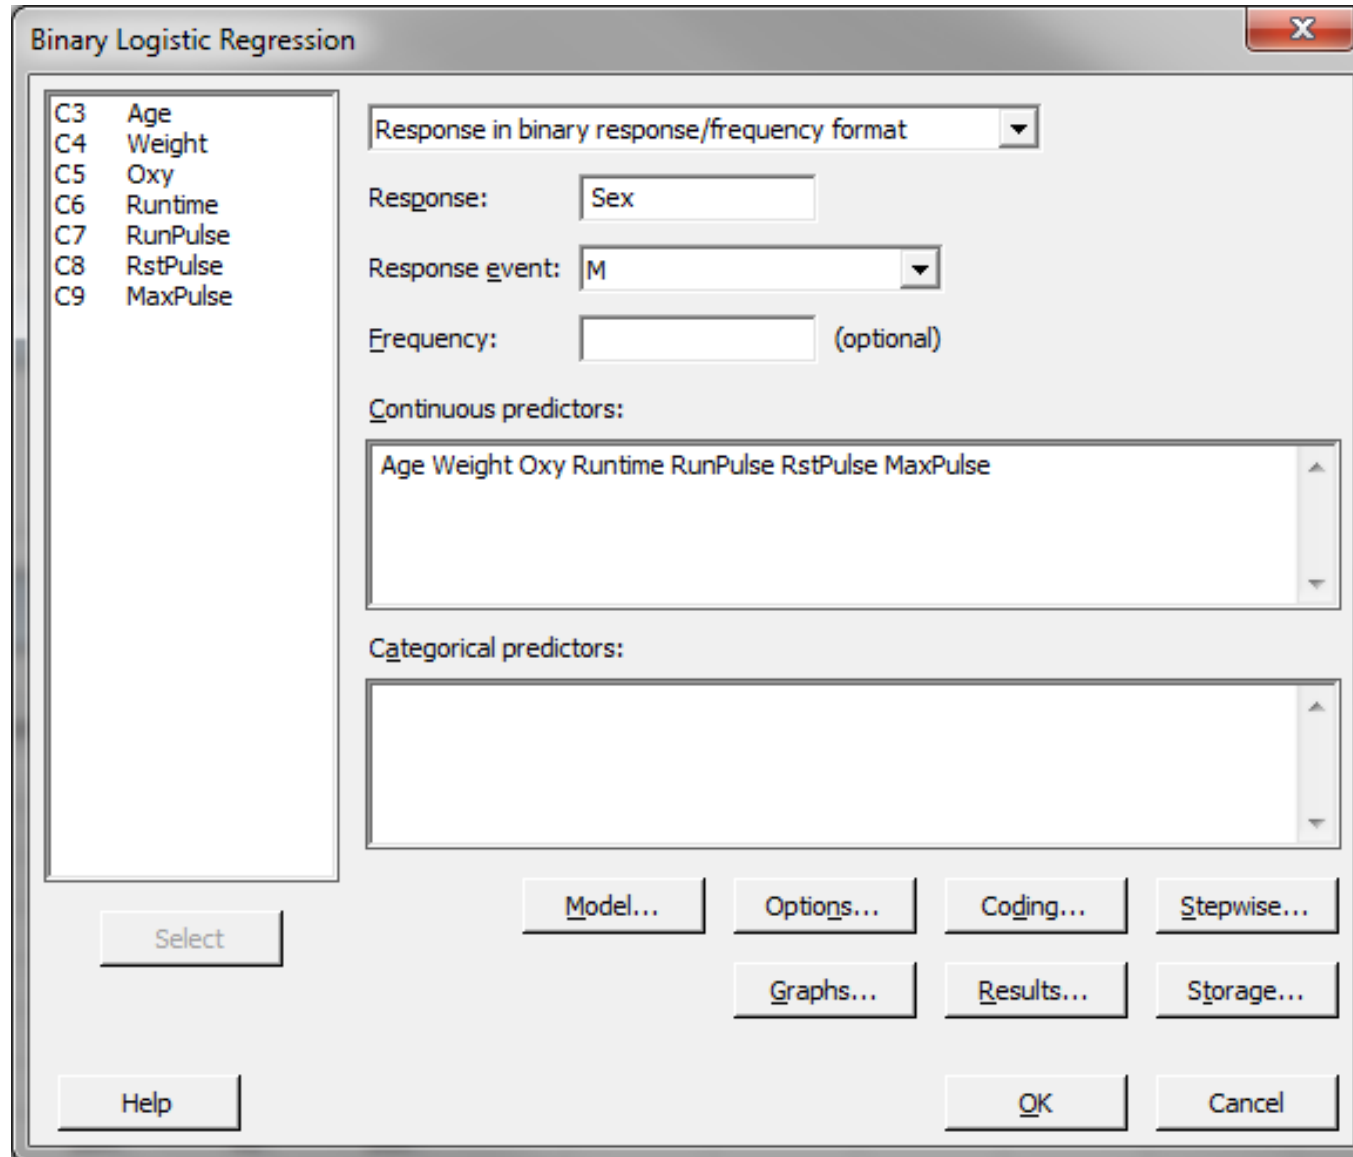 Binary Logistic Regression
C3 Age
C4 Weight
C5 Oxy
C6 Runtime
C7 RunPulse
C8 RstPulse
C9 MaxPulse
Response in binary response/frequency format
Response: Sex
Response event: M
Frequency: (optional)
Continuous predictors:
Age Weight Oxy Runtime RunPulse RstPulse MaxPulse
Categorical predictors:
Model... Options... Coding... Stepwise...
Select
Graphs... Results... Storage...
Help OK Cancel